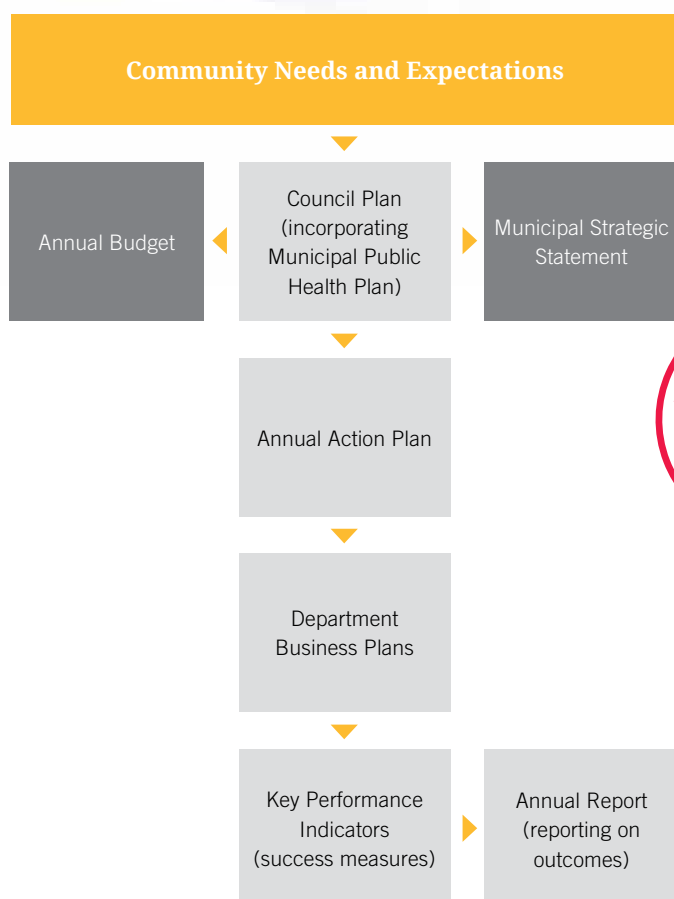 Community Needs and Expectations
Annual Budget
Council Plan
(incorporating
Municipal Public
Health Plan)
Municipal Strategic
Statement
Annual Action Plan
Department
Business Plans
Key Performance
Indicators
(success measures)
Annual Report
(reporting on
outcomes)